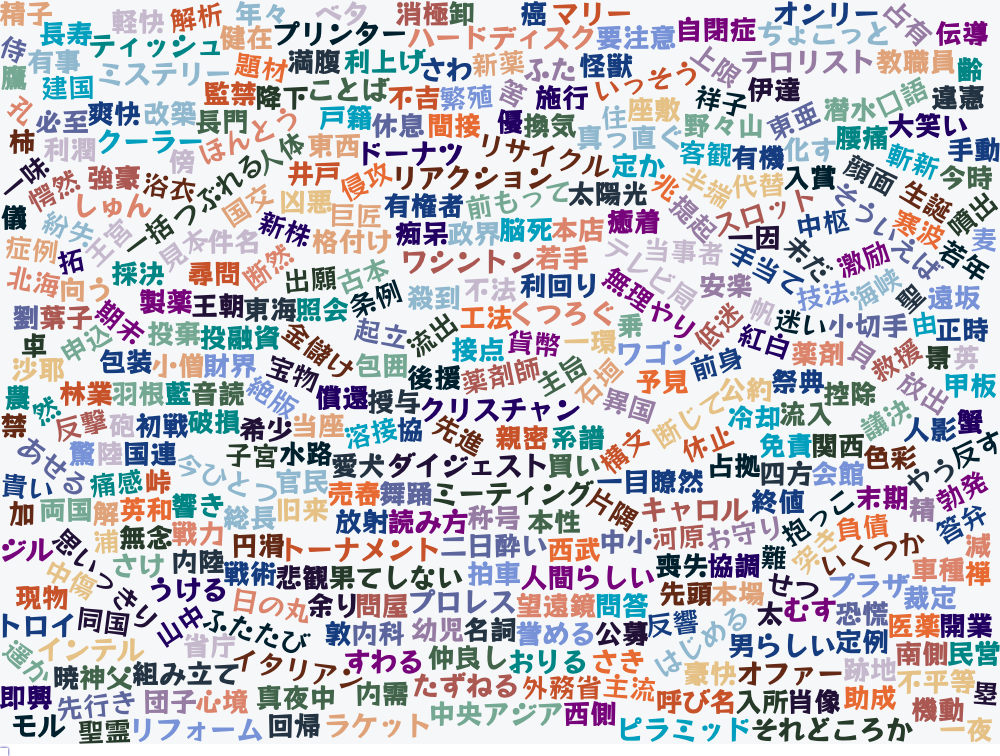 精子 軽快 解析 年々 ベタ 消極 卸 癌 マリー オンリー 占有 伝導
長寿 ティッシュ 健在 プリンター ハードディスク 要注意 自閉症 ちょこっと
侍 有事 ミステリー 題材 満腹 利上げ さわ 新薬 ふた 怪獣 いっそう 上限 テロリスト 教職員 齢
鷹 建国 監禁 降下 ことば 不吉 繁殖 苦 施行 祥子 伊達 潜水 口語 違憲
孔 必至 爽快 改築 長門 ほんとう 戸籍 休息 間接 優 換気 住 座敷 野々山 東亜 腰痛 大笑い
柿 利潤 クーラー 傍 人体 東西 ドーナツ リサイクル 真っ直ぐ 客観 有機 化す 斬新 手動
一味 愕然 強豪 浴衣 つぶれる 井戸 侵攻 リアクション 定か 兆 半端 代替 入賞 顔面 生誕 今時
儀 しゅん 一括 国交 凶悪 巨匠 有権者 前もって 太陽光 提起 スロット 中枢 そういえば 噴出
紛失 王宮 見本 件名 新株 格付け 痴呆 政界 脳死 本店 癒着 当事者 一因 未だ 寒波 麦
症例 拓 採決 尋問 断然 出願 古本 ワシントン 若手 テレビ局 手当て 激励 若年
北海 向う 製薬 王朝 東海 照会 条例 殺到 不法 利回り 無理やり 安楽 技法 海峡 星 遠坂
劉 葉子 期末 投棄 投融資 金儲け 起立 流出 工法 くつろぐ 乗 低迷 帆 迷い 小切手 由 正時
卓 申込 包装 小僧 財界 宝物 包囲 接点 貨幣 一環 ワゴン 前身 紅白 薬剤 貝 救援 景 英
沙耶 後援 薬剤師 主岳 石垣 予見 公約 祭典 控除 放出 甲板
農 然 林業 羽根 藍 音読 絶版 償還 授与 クリスチャン 異国 断じて 冷却 流入 議決 人影 蟹
禁 反撃 砲 初戦 破損 希少 当座 溶接 協 先進 親密 系譜 構文 休止 免責 関西 色彩 やう 反す
あせる 驚 陸 国連 今ひとつ 子宮 水路 愛犬 ダイジェスト 買い 一目瞭然 占拠 四方 会館
貴い 痛感 峠 官民 売春 舞踊 ミーティング 片隅 キャロル 終値 抱っこ 末期 精 勃発
加 両国 解 英和 響き 総長 旧来 放射 読み方 称号 本性 河原 お守り 突き 負債 答弁
ジル 思いっきり 浦 無念 戦力 円滑 トーナメント 二日酔い 西武 中小 喪失 協調 難 いくつか 減
中傷 さけ 内陸 戦術 悲観 果てしない 拍車 人間らしい 先頭 本場 せつ プラザ 車種 禅
現物 うける 日の丸 余り 問屋 プロレス 望遠鏡 問答 太 むす 恐慌 裁定
トロイ 同国 山中 ふたたび 敦 内科 幼児 名詞 誉める 公募 反響 はじめる 男らしい 定例 医薬 開業
遥か インテル 省庁 イタリアン すわる 仲良し おりる さき 豪快 オファー 跡地 南側 民営
暁 神父 組み立て たずねる 外務省 主流 不平等
即興 先行き 団子 心境 真夜中 内需 中央アジア 西側 呼び名 入所 肖像 助成 機動 塁
モル 聖霊 リフォーム 回帰 ラケット ピラミッド それどころか 一夜